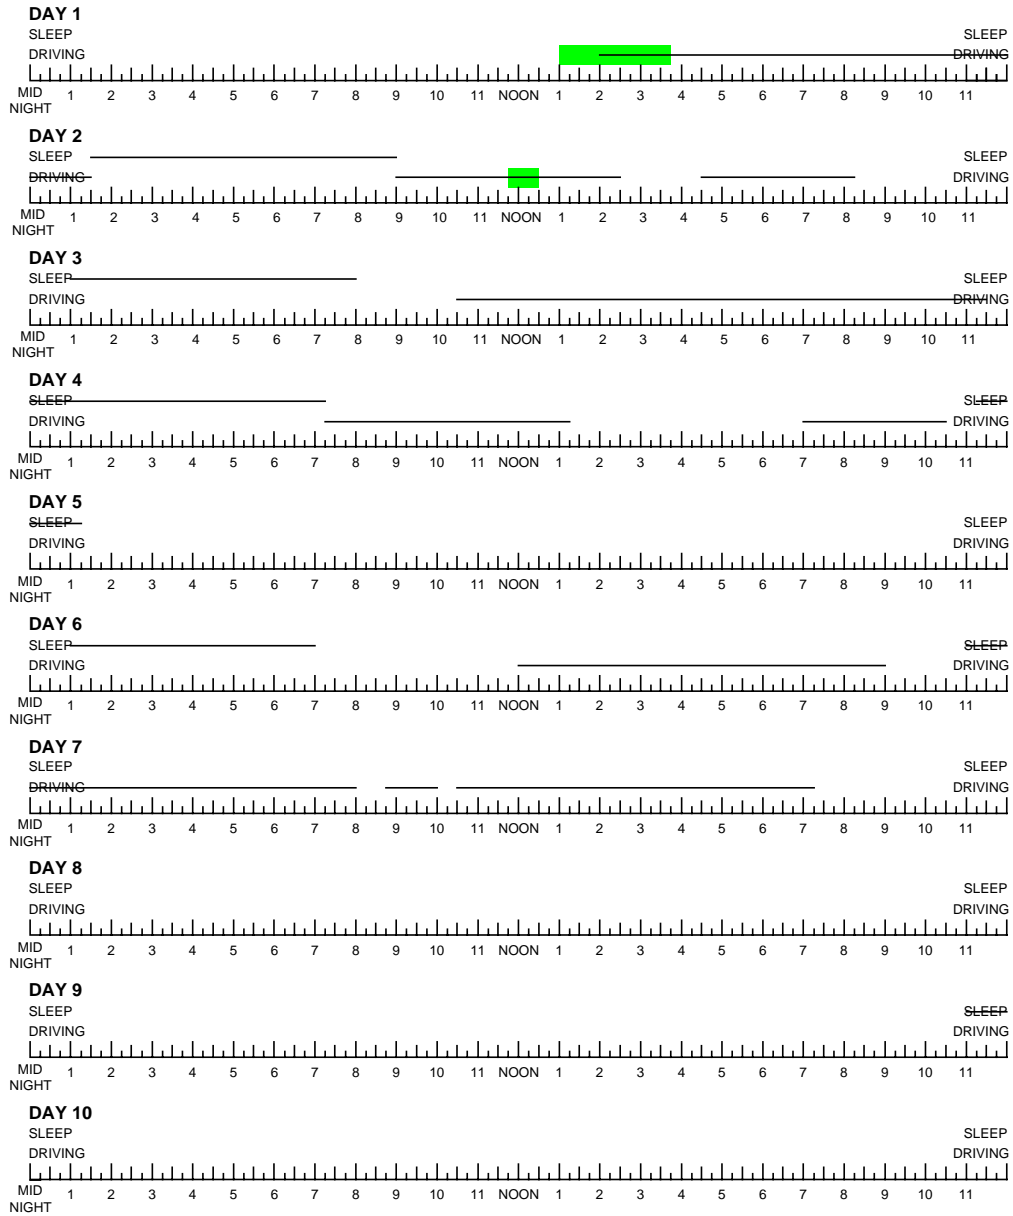 DAY 1
SLEEP SLEEP
DRIVING DRIVING
MID NIGHT 1 2 3 4 5 6 7 8 9 10 11 NOON 1 2 3 4 5 6 7 8 9 10 11
DAY 2
SLEEP SLEEP
DRIVING DRIVING
MID NIGHT 1 2 3 4 5 6 7 8 9 10 11 NOON 1 2 3 4 5 6 7 8 9 10 11
DAY 3
SLEEP SLEEP
DRIVING DRIVING
MID NIGHT 1 2 3 4 5 6 7 8 9 10 11 NOON 1 2 3 4 5 6 7 8 9 10 11
DAY 4
SLEEP SLEEP
DRIVING DRIVING
MID NIGHT 1 2 3 4 5 6 7 8 9 10 11 NOON 1 2 3 4 5 6 7 8 9 10 11
DAY 5
SLEEP SLEEP
DRIVING DRIVING
MID NIGHT 1 2 3 4 5 6 7 8 9 10 11 NOON 1 2 3 4 5 6 7 8 9 10 11
DAY 6
SLEEP SLEEP
DRIVING DRIVING
MID NIGHT 1 2 3 4 5 6 7 8 9 10 11 NOON 1 2 3 4 5 6 7 8 9 10 11
DAY 7
SLEEP SLEEP
DRIVING DRIVING
MID NIGHT 1 2 3 4 5 6 7 8 9 10 11 NOON 1 2 3 4 5 6 7 8 9 10 11
DAY 8
SLEEP SLEEP
DRIVING DRIVING
MID NIGHT 1 2 3 4 5 6 7 8 9 10 11 NOON 1 2 3 4 5 6 7 8 9 10 11
DAY 9
SLEEP SLEEP
DRIVING DRIVING
MID NIGHT 1 2 3 4 5 6 7 8 9 10 11 NOON 1 2 3 4 5 6 7 8 9 10 11
DAY 10
SLEEP SLEEP
DRIVING DRIVING
MID NIGHT 1 2 3 4 5 6 7 8 9 10 11 NOON 1 2 3 4 5 6 7 8 9 10 11